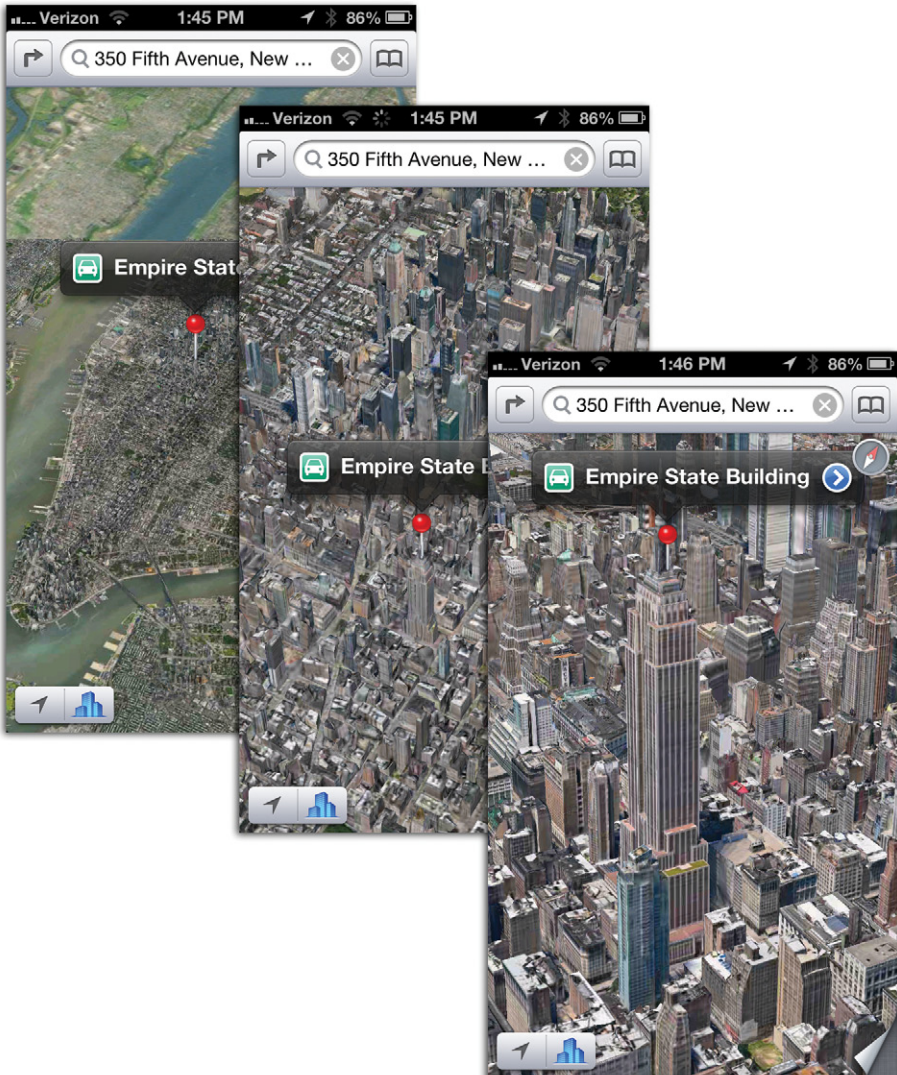 Verizon 1:45 PM 86%
350 Fifth Avenue, New ...
Empire State
Verizon 1:45 PM 86%
350 Fifth Avenue, New ...
Empire State
Verizon 1:46 PM 86%
350 Fifth Avenue, New ...
Empire State Building